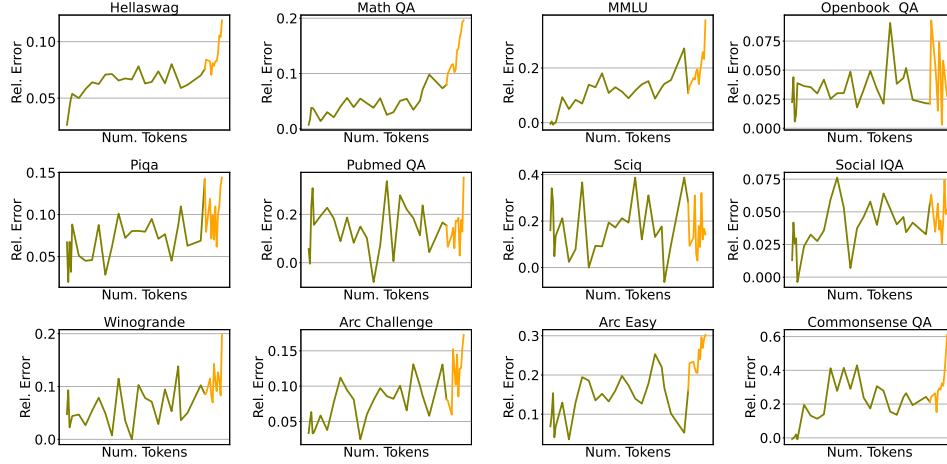 Hellaswag
Rel. Error
0.10
0.05
Num. Tokens
Math QA
Rel. Error
0.2
0.1
0.0
Num. Tokens
MMLU
Rel. Error
0.2
0.0
Num. Tokens
Openbook QA
Rel. Error
0.075
0.050
0.025
0.000
Num. Tokens
Piqa
Rel. Error
0.15
0.10
0.05
Num. Tokens
Pubmed QA
Rel. Error
0.2
0.0
Num. Tokens
Sciq
Rel. Error
0.4
0.2
0.0
Num. Tokens
Social IQA
Rel. Error
0.075
0.050
0.025
0.000
Num. Tokens
Winogrande
Rel. Error
0.2
0.1
0.0
Num. Tokens
Arc Challenge
Rel. Error
0.15
0.10
0.05
Num. Tokens
Arc Easy
Rel. Error
0.3
0.2
0.1
Num. Tokens
Commonsense QA
Rel. Error
0.6
0.4
0.2
0.0
Num. Tokens